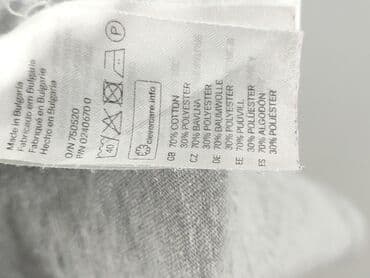 Made in Bulgaria
Fabricado em Bulgária
Fabriqué en Bulgarie
Hecho en Bulgaria
O/N 750520
P/N 0240670 0
40
clevercare.info
GB 70% COTTON
30% POLYESTER
CZ 70% BAVLNA
30% POLYESTER
DE 70% BAUMWOLLE
30% POLYESTER
EE 70% PUUVILL
30% POLÜESTER
ES 70% ALGODÓN
30% POLIÉSTER